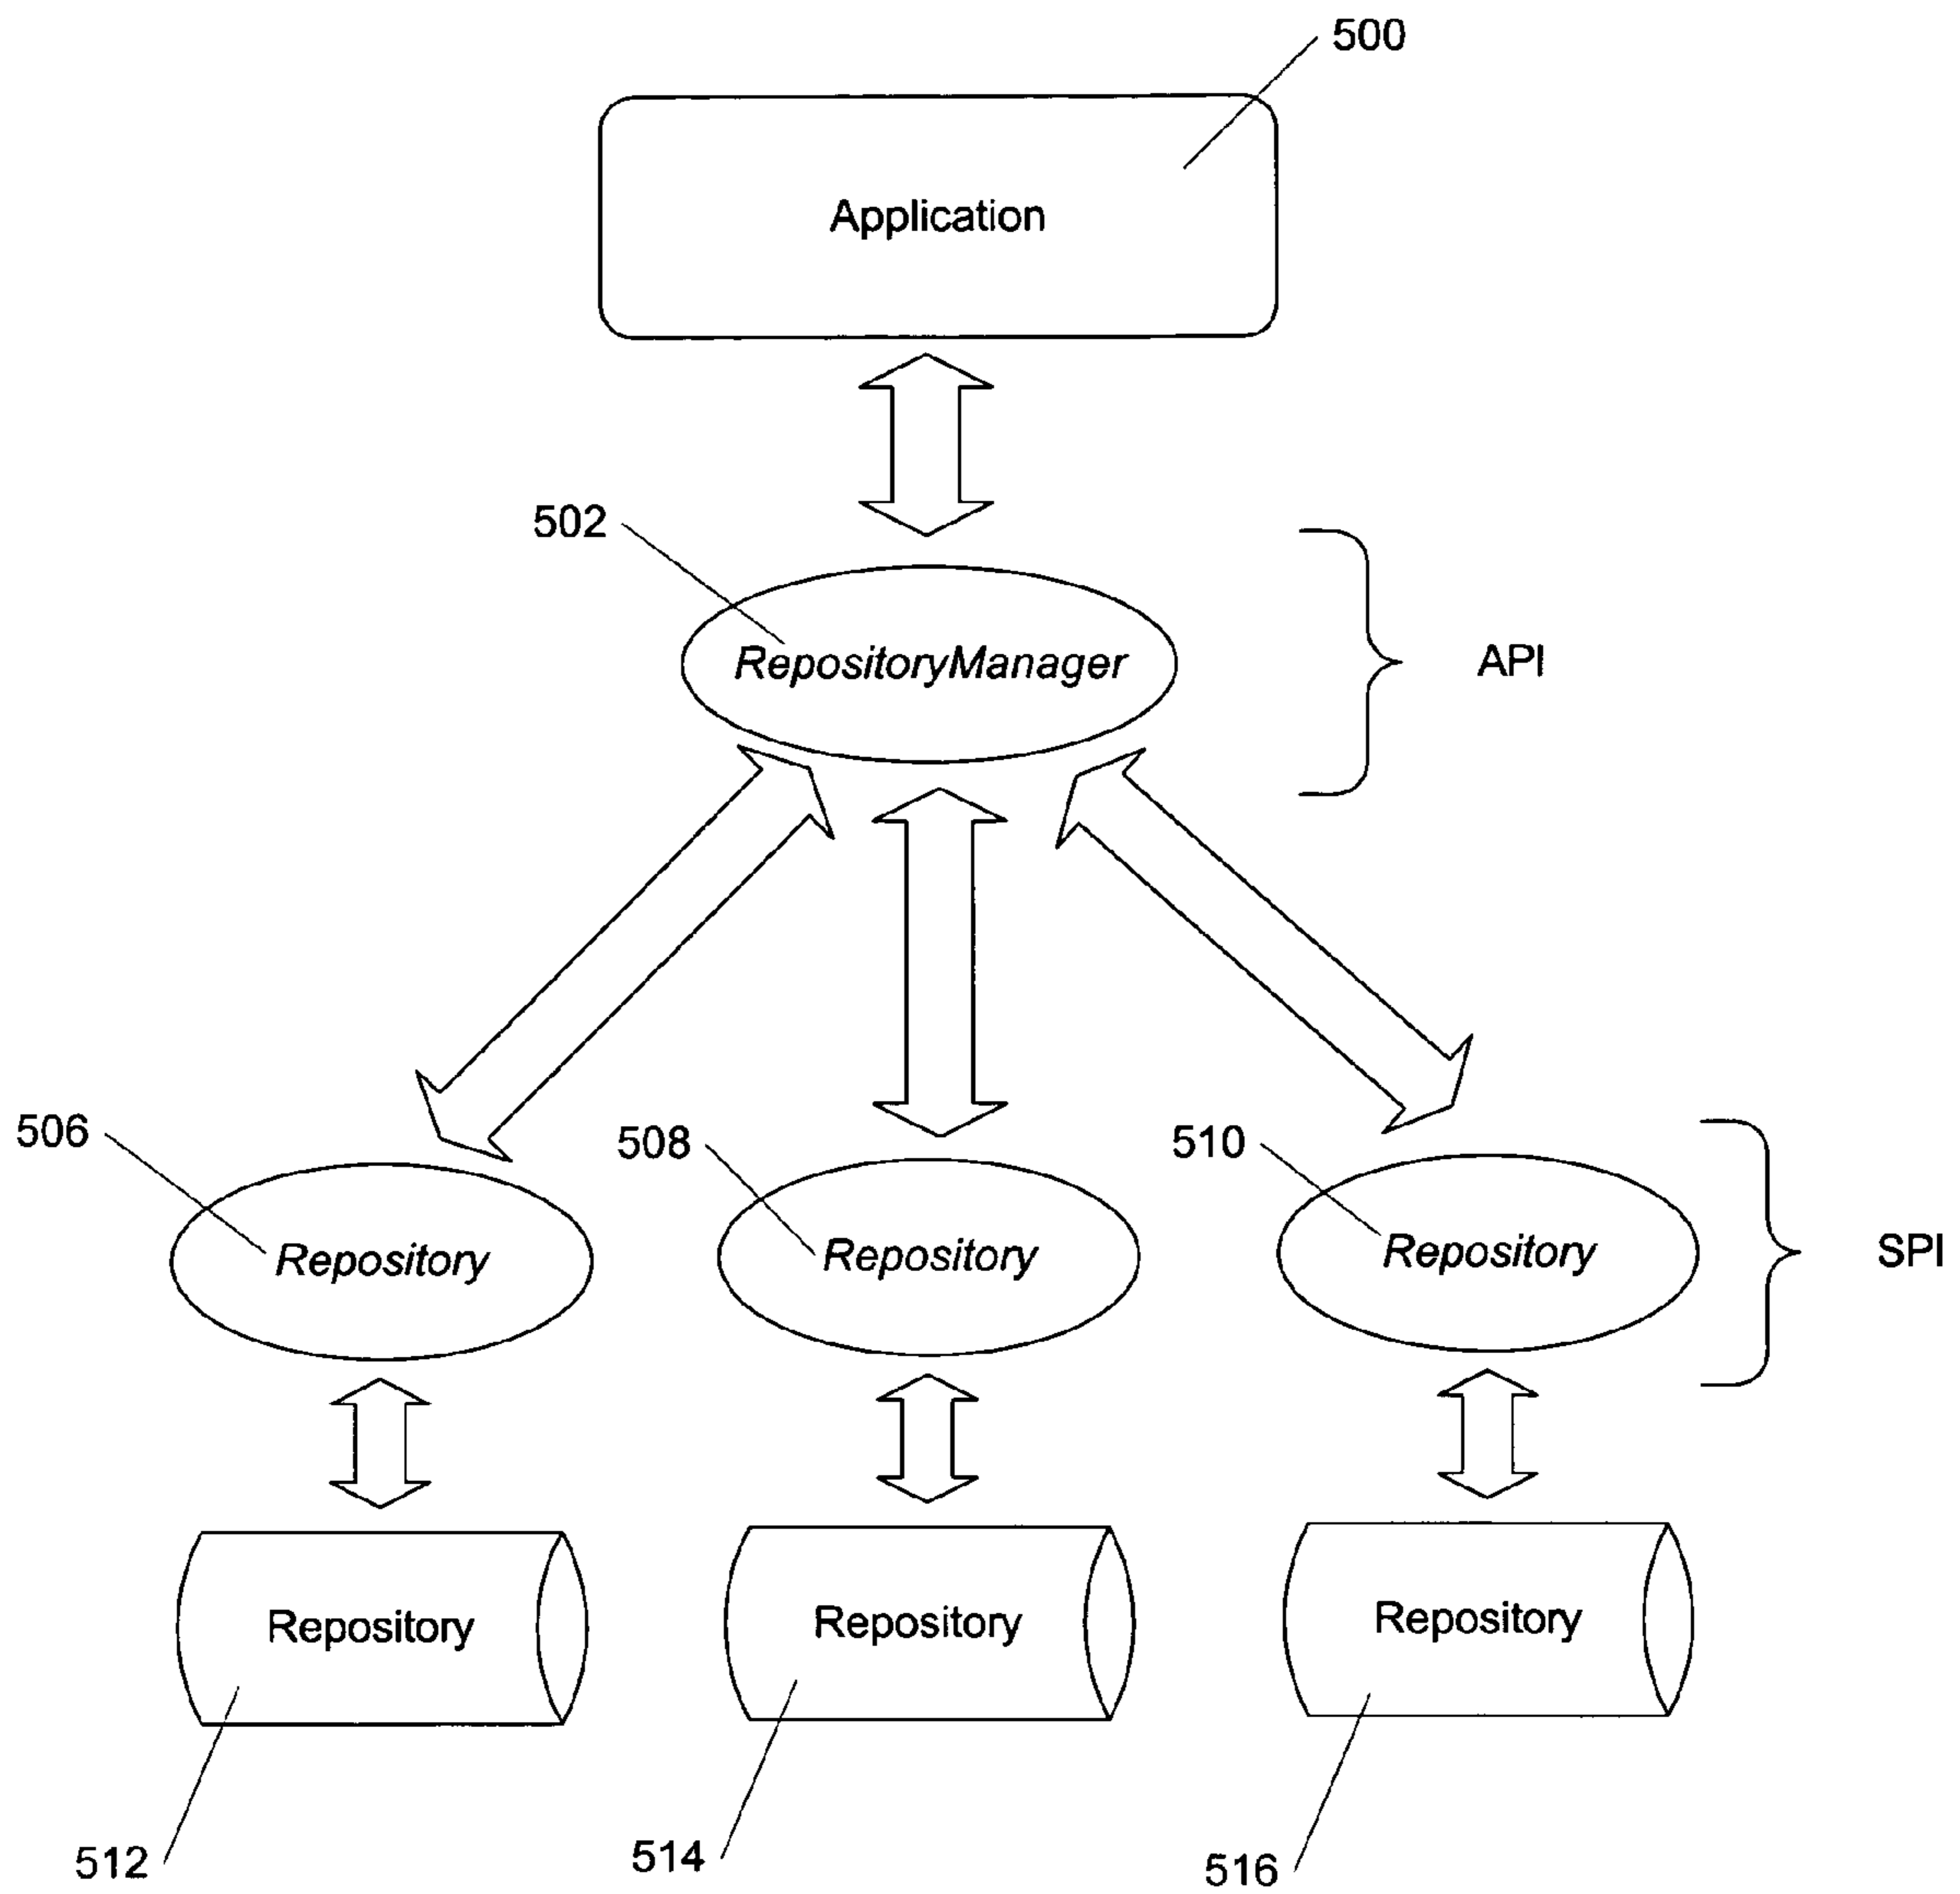 500
Application
502
RepositoryManager
API
506
508
510
Repository
Repository
Repository
SPI
Repository
Repository
Repository
512
514
516